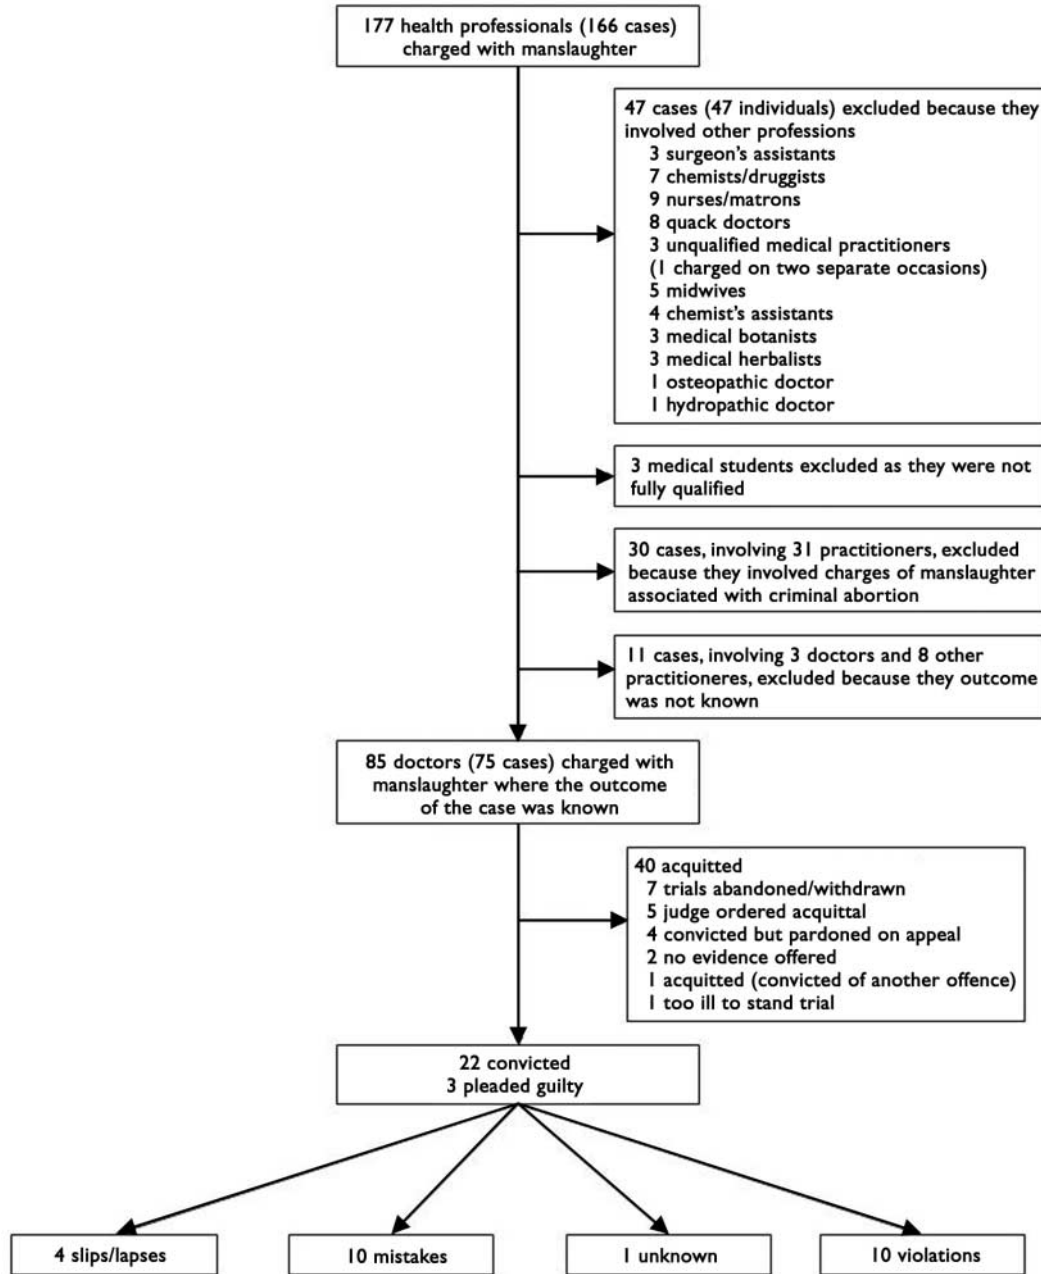 177 health professionals (166 cases)
charged with manslaughter
47 cases (47 individuals) excluded because they
involved other professions
3 surgeon's assistants
7 chemists/druggists
9 nurses/matrons
8 quack doctors
3 unqualified medical practitioners
(1 charged on two separate occasions)
5 midwives
4 chemist's assistants
3 medical botanists
3 medical herbalists
1 osteopathic doctor
1 hydropathic doctor
3 medical students excluded as they were not
fully qualified
30 cases, involving 31 practitioners, excluded
because they involved charges of manslaughter
associated with criminal abortion
11 cases, involving 3 doctors and 8 other
practitioneres, excluded because they outcome
was not known
85 doctors (75 cases) charged with
manslaughter where the outcome
of the case was known
40 acquitted
7 trials abandoned/withdrawn
5 judge ordered acquittal
4 convicted but pardoned on appeal
2 no evidence offered
1 acquitted (convicted of another offence)
1 too ill to stand trial
22 convicted
3 pleaded guilty
4 slips/lapses
10 mistakes
1 unknown
10 violations